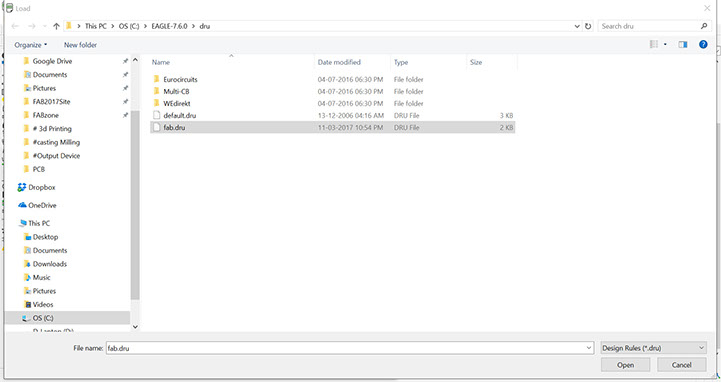 Load
This PC > OS (C:) > EAGLE-7.6.0 > dru
Search dru
Organize
New folder
Name
Date modified
Type
Size
Google Drive
Documents
Pictures
FAB2017Site
FABzone
# 3d Printing
#casting Milling
#Output Device
PCB
Dropbox
OneDrive
This PC
Desktop
Documents
Downloads
Music
Pictures
Videos
OS (C:)
Eurocircuits 04-07-2016 06:30 PM File folder
Multi-CB 04-07-2016 06:30 PM File folder
WEdirekt 04-07-2016 06:30 PM File folder
default.dru 13-12-2006 04:16 AM DRU File 3 KB
fab.dru 11-03-2017 10:54 PM DRU File 2 KB
File name: fab.dru
Design Rules (*.dru)
Open
Cancel